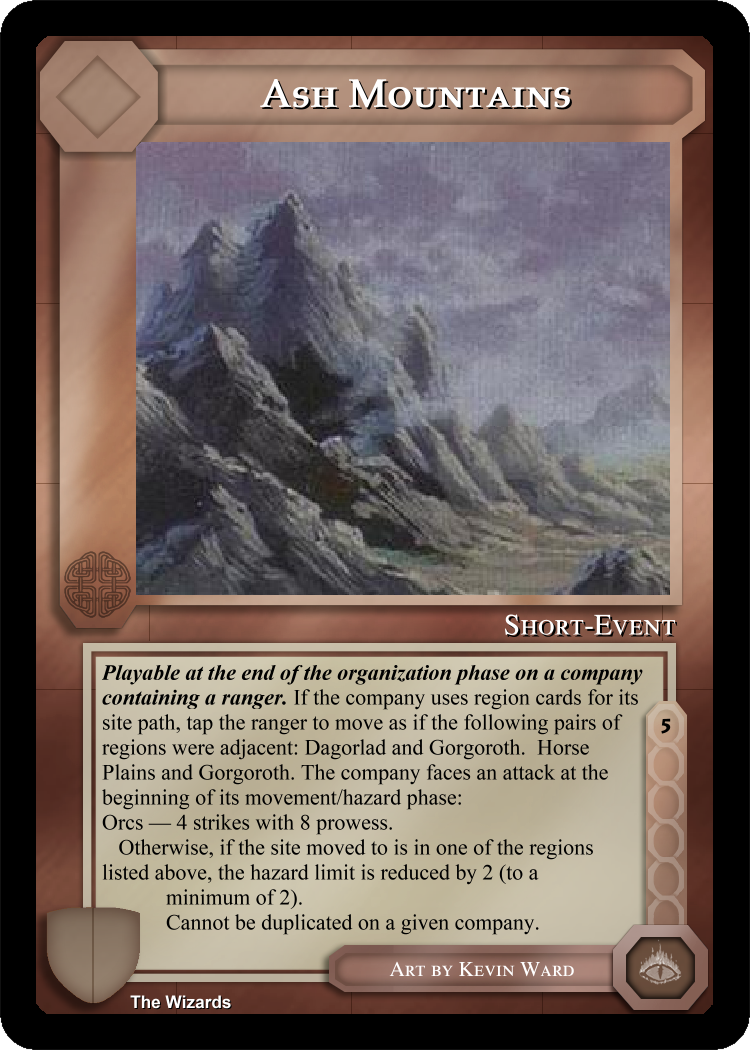 Ash Mountains
Short-Event
Playable at the end of the organization phase on a company
containing a ranger. If the company uses region cards for its
site path, tap the ranger to move as if the following pairs of
regions were adjacent: Dagorlad and Gorgoroth.  Horse
Plains and Gorgoroth. The company faces an attack at the
beginning of its movement/hazard phase:
Orcs — 4 strikes with 8 prowess.
Otherwise, if the site moved to is in one of the regions
listed above, the hazard limit is reduced by 2 (to a
minimum of 2).
Cannot be duplicated on a given company.
5
Art by Kevin Ward
The Wizards